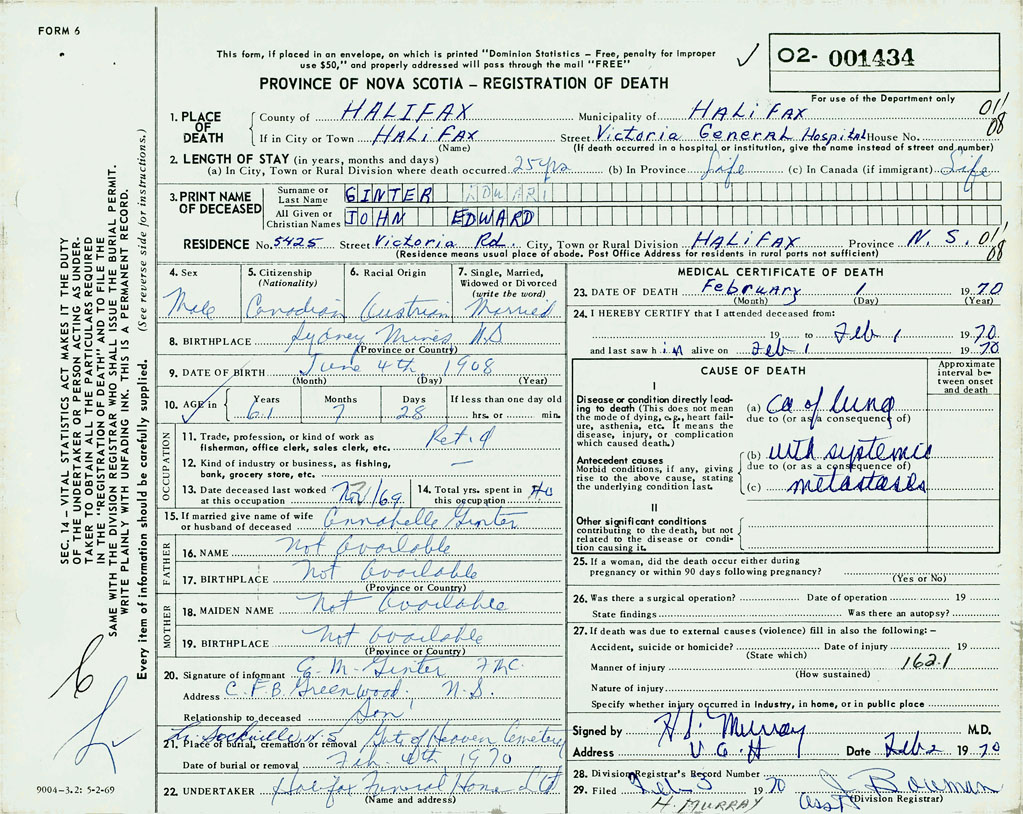 FORM 6
This form, if placed in an envelope, on which is printed "Dominion Statistics – Free, penalty for improper
use $50," and properly addressed will pass through the mail "FREE"
PROVINCE OF NOVA SCOTIA – REGISTRATION OF DEATH
02- 001434
For use of the Department only
1. PLACE OF DEATH
County of HALIFAX Municipality of HALIFAX 01/08
If in City or Town HALIFAX Street Victoria General Hospital House No.
(Name) (If death occurred in a hospital or institution, give the name instead of street and number)
2. LENGTH OF STAY (in years, months and days)
(a) In City, Town or Rural Division where death occurred 25 yrs (b) In Province Life (c) In Canada (if immigrant) Life
3. PRINT NAME OF DECEASED
Surname or Last Name GINTER
All Given or Christian Names JOHN EDWARD
RESIDENCE No. 5425 Street Victoria Rd. City, Town or Rural Division HALIFAX Province N.S. 01/08
(Residence means usual place of abode. Post Office Address for residents in rural parts not sufficient)
4. Sex
Male
5. Citizenship (Nationality)
Canadian
6. Racial Origin
Austrian
7. Single, Married, Widowed or Divorced (write the word)
Married
8. BIRTHPLACE Sydney Mines N.S.
(Province or Country)
9. DATE OF BIRTH June 4th 1908
(Month) (Day) (Year)
10. AGE in Years Months Days If less than one day old
61 7 28 hrs. or min.
OCCUPATION
11. Trade, profession, or kind of work as fisherman, office clerk, sales clerk, etc. Ret'd
12. Kind of industry or business, as fishing, bank, grocery store, etc. —
13. Date deceased last worked at this occupation Nov/69
14. Total yrs. spent in this occupation 40
15. If married give name of wife or husband of deceased Annabelle Ginter
FATHER
16. NAME Not Available
17. BIRTHPLACE Not Available
(Province or Country)
MOTHER
18. MAIDEN NAME Not Available
19. BIRTHPLACE Not Available
(Province or Country)
20. Signature of informant G. M. Ginter
Address C.F.B. Greenwood. N.S.
Relationship to deceased Son
Lr. Sackville N.S.
21. Place of burial, cremation or removal Gate of Heaven Cemetery
Date of burial or removal Feb. 4th, 1970
22. UNDERTAKER Halifax Funeral Home Ltd
(Name and address)
MEDICAL CERTIFICATE OF DEATH
23. DATE OF DEATH February 1 1970
(Month) (Day) (Year)
24. I HEREBY CERTIFY that I attended deceased from:
19 to Feb 1 1970
and last saw h im alive on Feb 1 1970
CAUSE OF DEATH
Approximate interval between onset and death
I
Disease or condition directly leading to death (This does not mean the mode of dying, e.g., heart failure, asthenia, etc. It means the disease, injury, or complication which caused death.)
(a) Ca of lung
due to (or as a consequence of)
Antecedent causes
Morbid conditions, if any, giving rise to the above cause, stating the underlying condition last.
(b) with systemic
due to (or as a consequence of)
(c) metastases
II
Other significant conditions contributing to the death, but not related to the disease or condition causing it.
25. If a woman, did the death occur either during pregnancy or within 90 days following pregnancy?
(Yes or No)
26. Was there a surgical operation? Date of operation 19
State findings Was there an autopsy?
27. If death was due to external causes (violence) fill in also the following: –
Accident, suicide or homicide? Date of injury 19
(State which)
Manner of injury 162.1
(How sustained)
Nature of injury
Specify whether injury occurred in industry, in home, or in public place
Signed by Murray M.D.
Address V.G.H Date Feb 2 1970
28. Division Registrar's Record Number
29. Filed Feb 3 1970 J. Bowman
H. MURRAY Asst (Division Registrar)
SEC. 14 – VITAL STATISTICS ACT MAKES IT THE DUTY
OF THE UNDERTAKER OR PERSON ACTING AS UNDER-
TAKER TO OBTAIN ALL THE PARTICULARS REQUIRED
IN THE "REGISTRATION OF DEATH" AND TO FILE THE
SAME WITH THE DIVISION REGISTRAR WHO SHALL ISSUE THE BURIAL PERMIT.
WRITE PLAINLY WITH UNFADING INK. THIS IS A PERMANENT RECORD.
Every item of information should be carefully supplied. (See reverse side for instructions.)
9004-3.2: 5-2-69